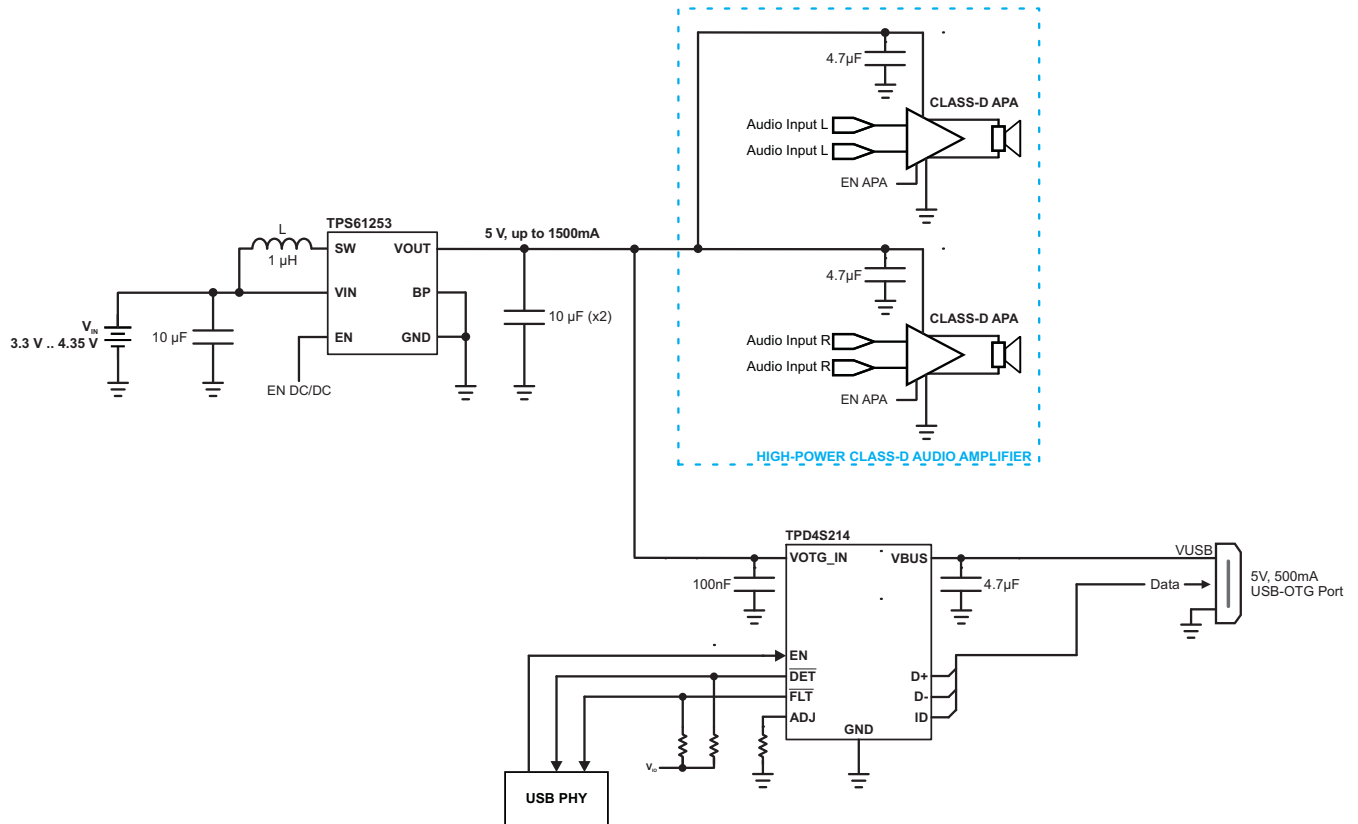 4.7µF
CLASS-D APA
Audio Input L
Audio Input L
EN APA
TPS61253
L
1 µH
SW
VOUT
5 V, up to 1500mA
4.7µF
VIN
BP
10 µF (x2)
CLASS-D APA
VIN
3.3 V .. 4.35 V
10 µF
EN
GND
Audio Input R
Audio Input R
EN DC/DC
EN APA
HIGH-POWER CLASS-D AUDIO AMPLIFIER
TPD4S214
VOTG_IN
VBUS
VUSB
100nF
4.7µF
Data
5V, 500mA
USB-OTG Port
EN
DET
D+
FLT
D-
ADJ
ID
GND
VIO
USB PHY